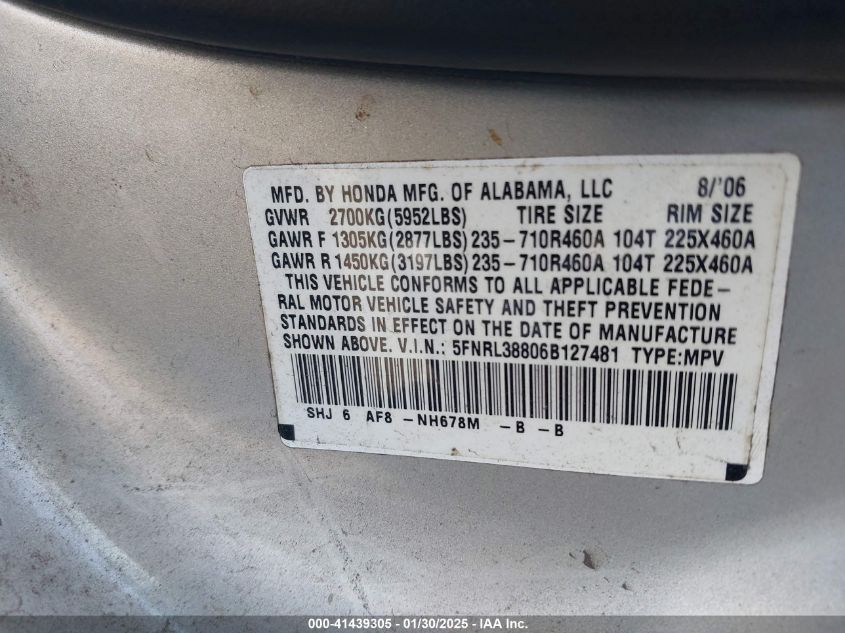 MFD. BY HONDA MFG. OF ALABAMA, LLC 8/'06
GVWR 2700KG(5952LBS) TIRE SIZE RIM SIZE
GAWR F 1305KG(2877LBS) 235-710R460A 104T 225X460A
GAWR R 1450KG(3197LBS) 235-710R460A 104T 225X460A
THIS VEHICLE CONFORMS TO ALL APPLICABLE FEDE-
RAL MOTOR VEHICLE SAFETY AND THEFT PREVENTION
STANDARDS IN EFFECT ON THE DATE OF MANUFACTURE
SHOWN ABOVE. V.I.N.: 5FNRL38806B127481 TYPE:MPV
SHJ 6 AF8 -NH678M -B -B
000-41439305 - 01/30/2025 - IAA Inc.